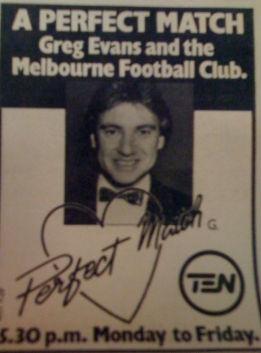 A PERFECT MATCH
Greg Evans and the
Melbourne Football Club.
Perfect Match G.
TEN
5.30 p.m. Monday to Friday.